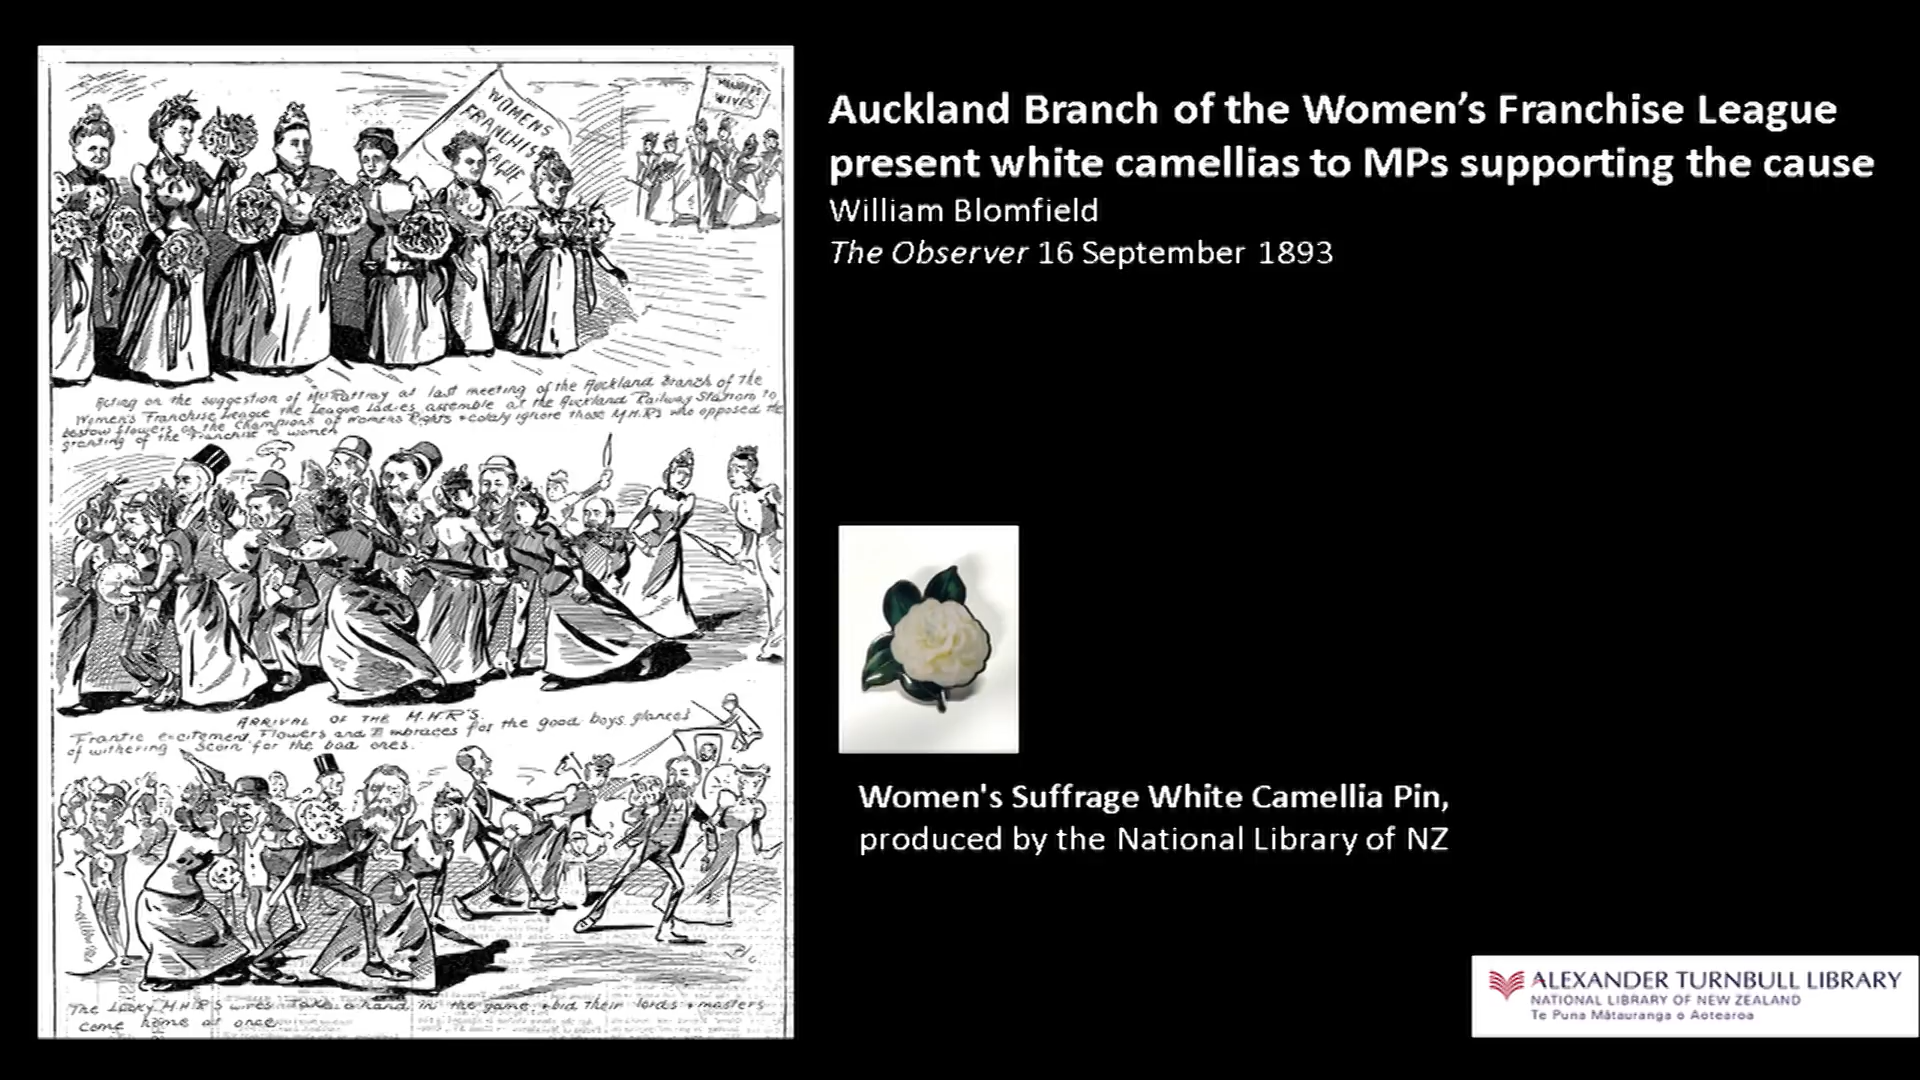 WOMENS
FRANCHISE
LEAGUE
WIVES
Acting on the suggestion of Mr Rattray at last meeting of the Auckland Branch of the
Women's Franchise League the League Ladies assemble at the Auckland Railway Station to
bestow flowers on the Champions of Womens Rights + coldly ignore those M.H.R's who opposed the
granting of the Franchise to women
ARRIVAL OF THE M.H.R'S.
Frantic excitement. Flowers and Embraces for the good boys. glances
of withering scorn for the bad ones.
The Lucky M.H.R'S wives take a hand in the game + bid their lords + masters
come home at once
Auckland Branch of the Women’s Franchise League
present white camellias to MPs supporting the cause
William Blomfield
The Observer 16 September 1893
Women's Suffrage White Camellia Pin,
produced by the National Library of NZ
ALEXANDER TURNBULL LIBRARY
NATIONAL LIBRARY OF NEW ZEALAND
Te Puna Mātauranga o Aotearoa